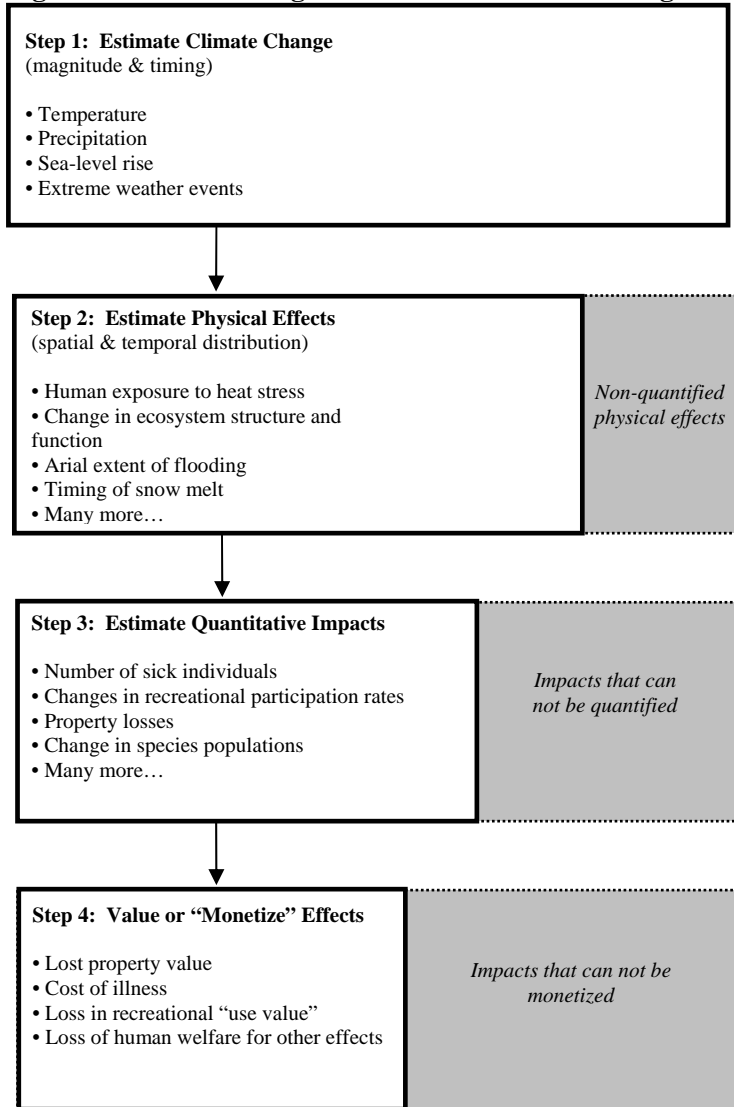 Step 1: Estimate Climate Change
(magnitude & timing)
• Temperature
• Precipitation
• Sea-level rise
• Extreme weather events
Step 2: Estimate Physical Effects
(spatial & temporal distribution)
• Human exposure to heat stress
• Change in ecosystem structure and
function
• Arial extent of flooding
• Timing of snow melt
• Many more…
Non-quantified
physical effects
Step 3: Estimate Quantitative Impacts
• Number of sick individuals
• Changes in recreational participation rates
• Property losses
• Change in species populations
• Many more…
Impacts that can
not be quantified
Step 4: Value or “Monetize” Effects
• Lost property value
• Cost of illness
• Loss in recreational “use value”
• Loss of human welfare for other effects
Impacts that can not be
monetized